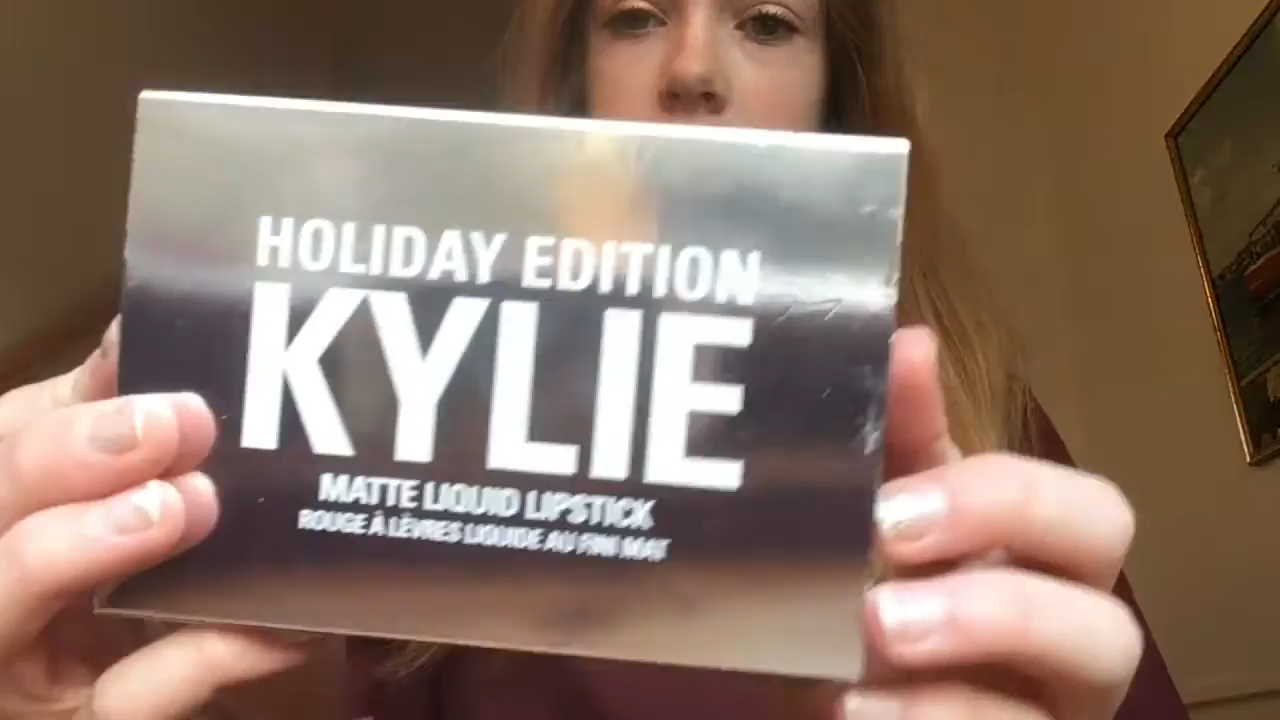 HOLIDAY EDITION
KYLIE
MATTE LIQUID LIPSTICK
ROUGE À LÈVRES LIQUIDE AU FINI MAT